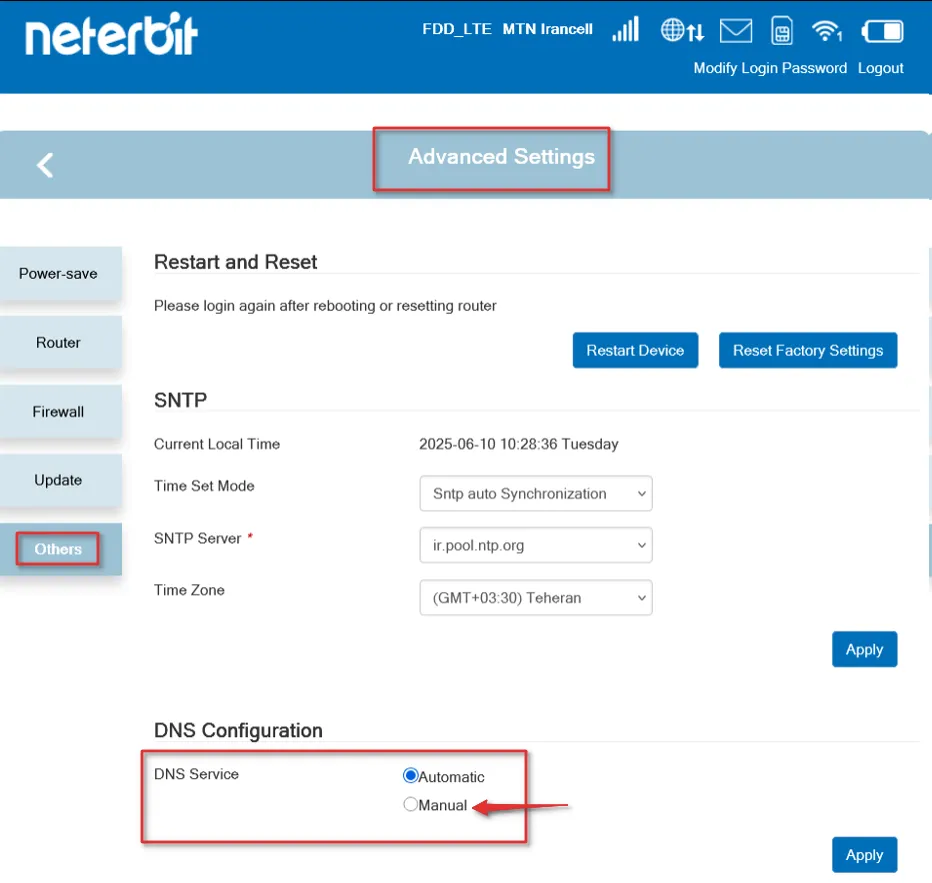 neterbit
FDD_LTE MTN Irancell
1
Modify Login Password Logout
Advanced Settings
Power-save
Router
Firewall
Update
Others
Restart and Reset
Please login again after rebooting or resetting router
Restart Device Reset Factory Settings
SNTP
Current Local Time 2025-06-10 10:28:36 Tuesday
Time Set Mode Sntp auto Synchronization
SNTP Server * ir.pool.ntp.org
Time Zone (GMT+03:30) Teheran
Apply
DNS Configuration
DNS Service Automatic
Manual
Apply